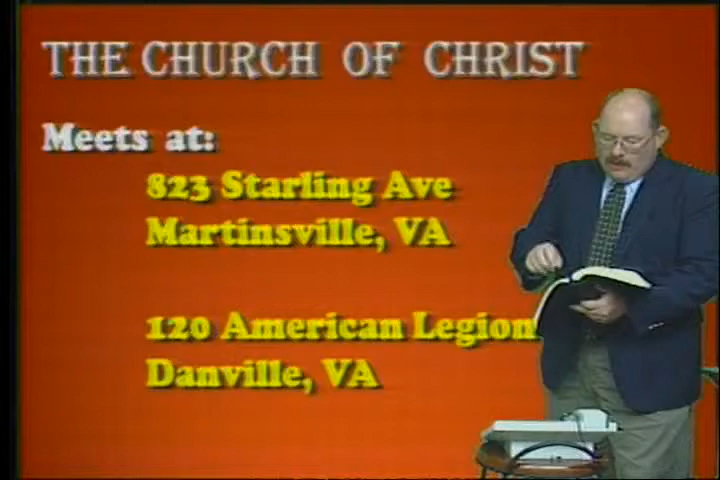 THE CHURCH OF CHRIST
Meets at:
823 Starling Ave
Martinsville, VA
120 American Legion
Danville, VA